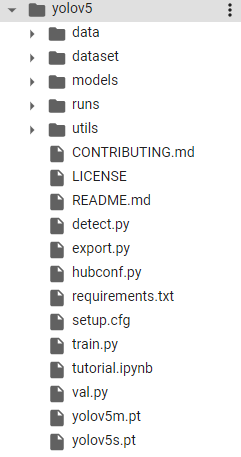 yolov5
data
dataset
models
runs
utils
CONTRIBUTING.md
LICENSE
README.md
detect.py
export.py
hubconf.py
requirements.txt
setup.cfg
train.py
tutorial.ipynb
val.py
yolov5m.pt
yolov5s.pt